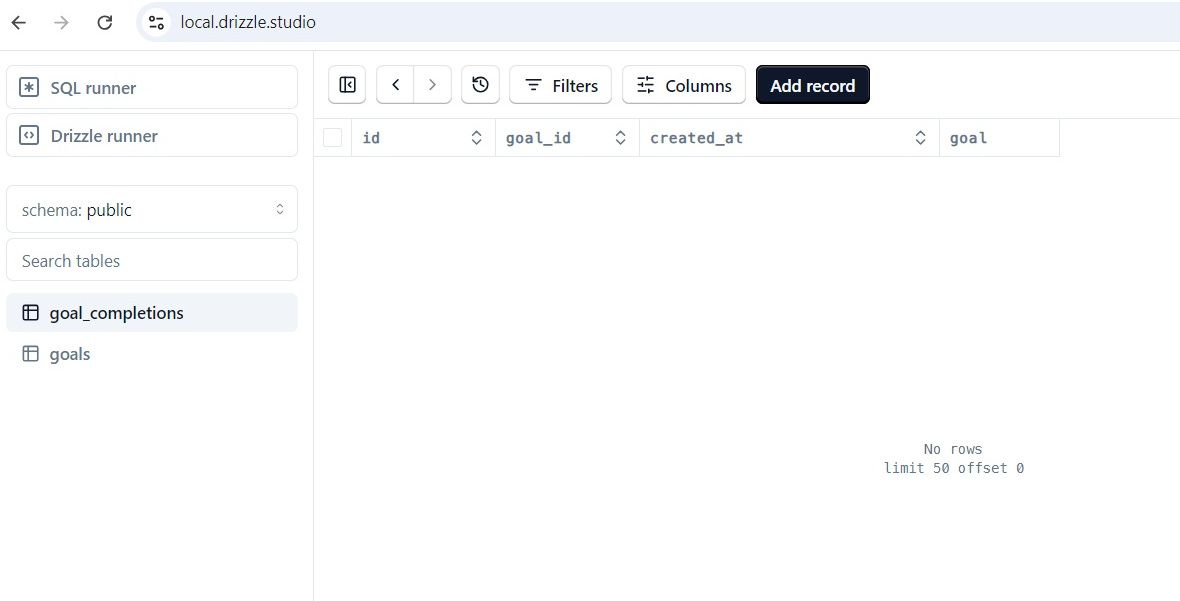 local.drizzle.studio
SQL runner
Drizzle runner
schema: public
Search tables
goal_completions
goals
Filters
Columns
Add record
id
goal_id
created_at
goal
No rows
limit 50 offset 0